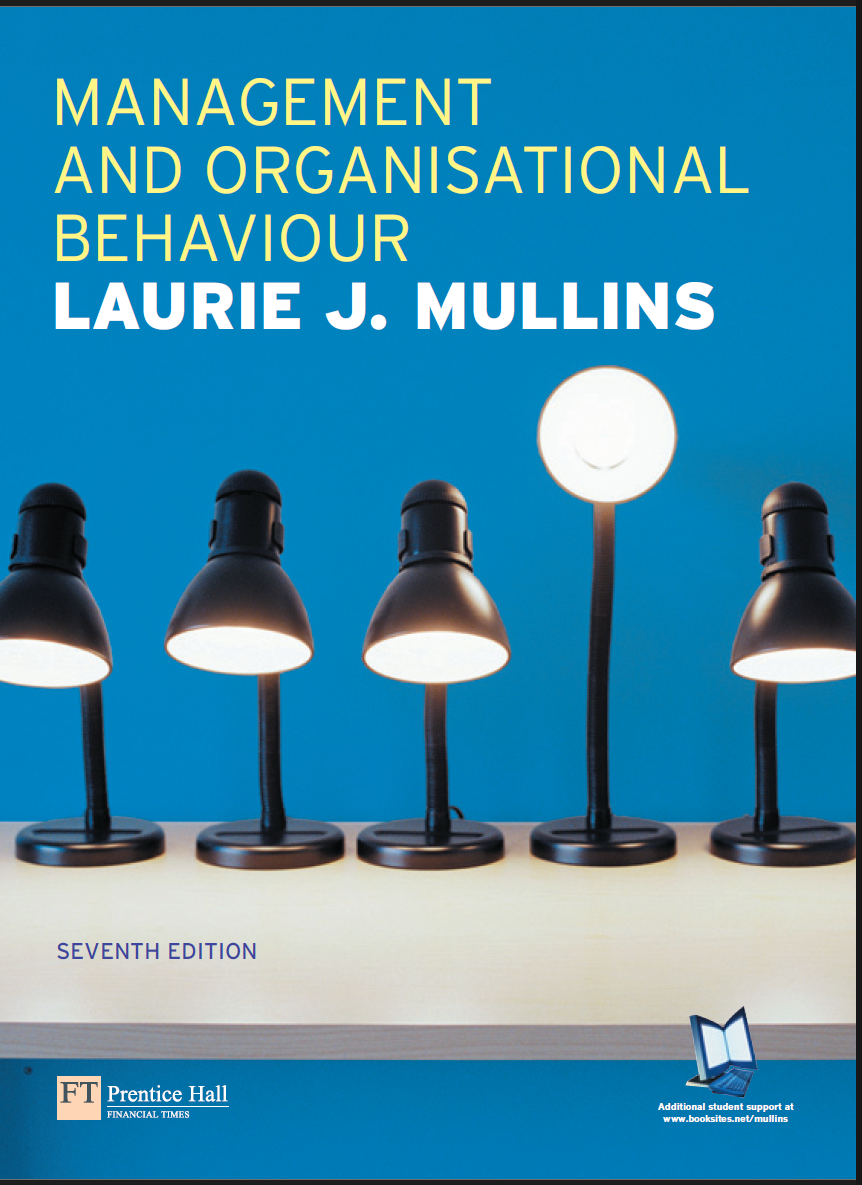 MANAGEMENT
AND ORGANISATIONAL
BEHAVIOUR
LAURIE J. MULLINS
SEVENTH EDITION
FT Prentice Hall
FINANCIAL TIMES
Additional student support at
www.booksites.net/mullins